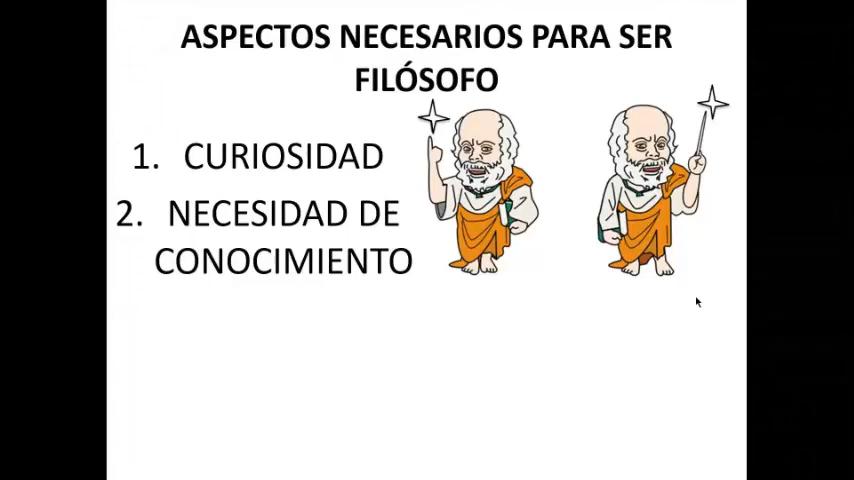 ASPECTOS NECESARIOS PARA SER
FILÓSOFO
1. CURIOSIDAD
2. NECESIDAD DE
CONOCIMIENTO